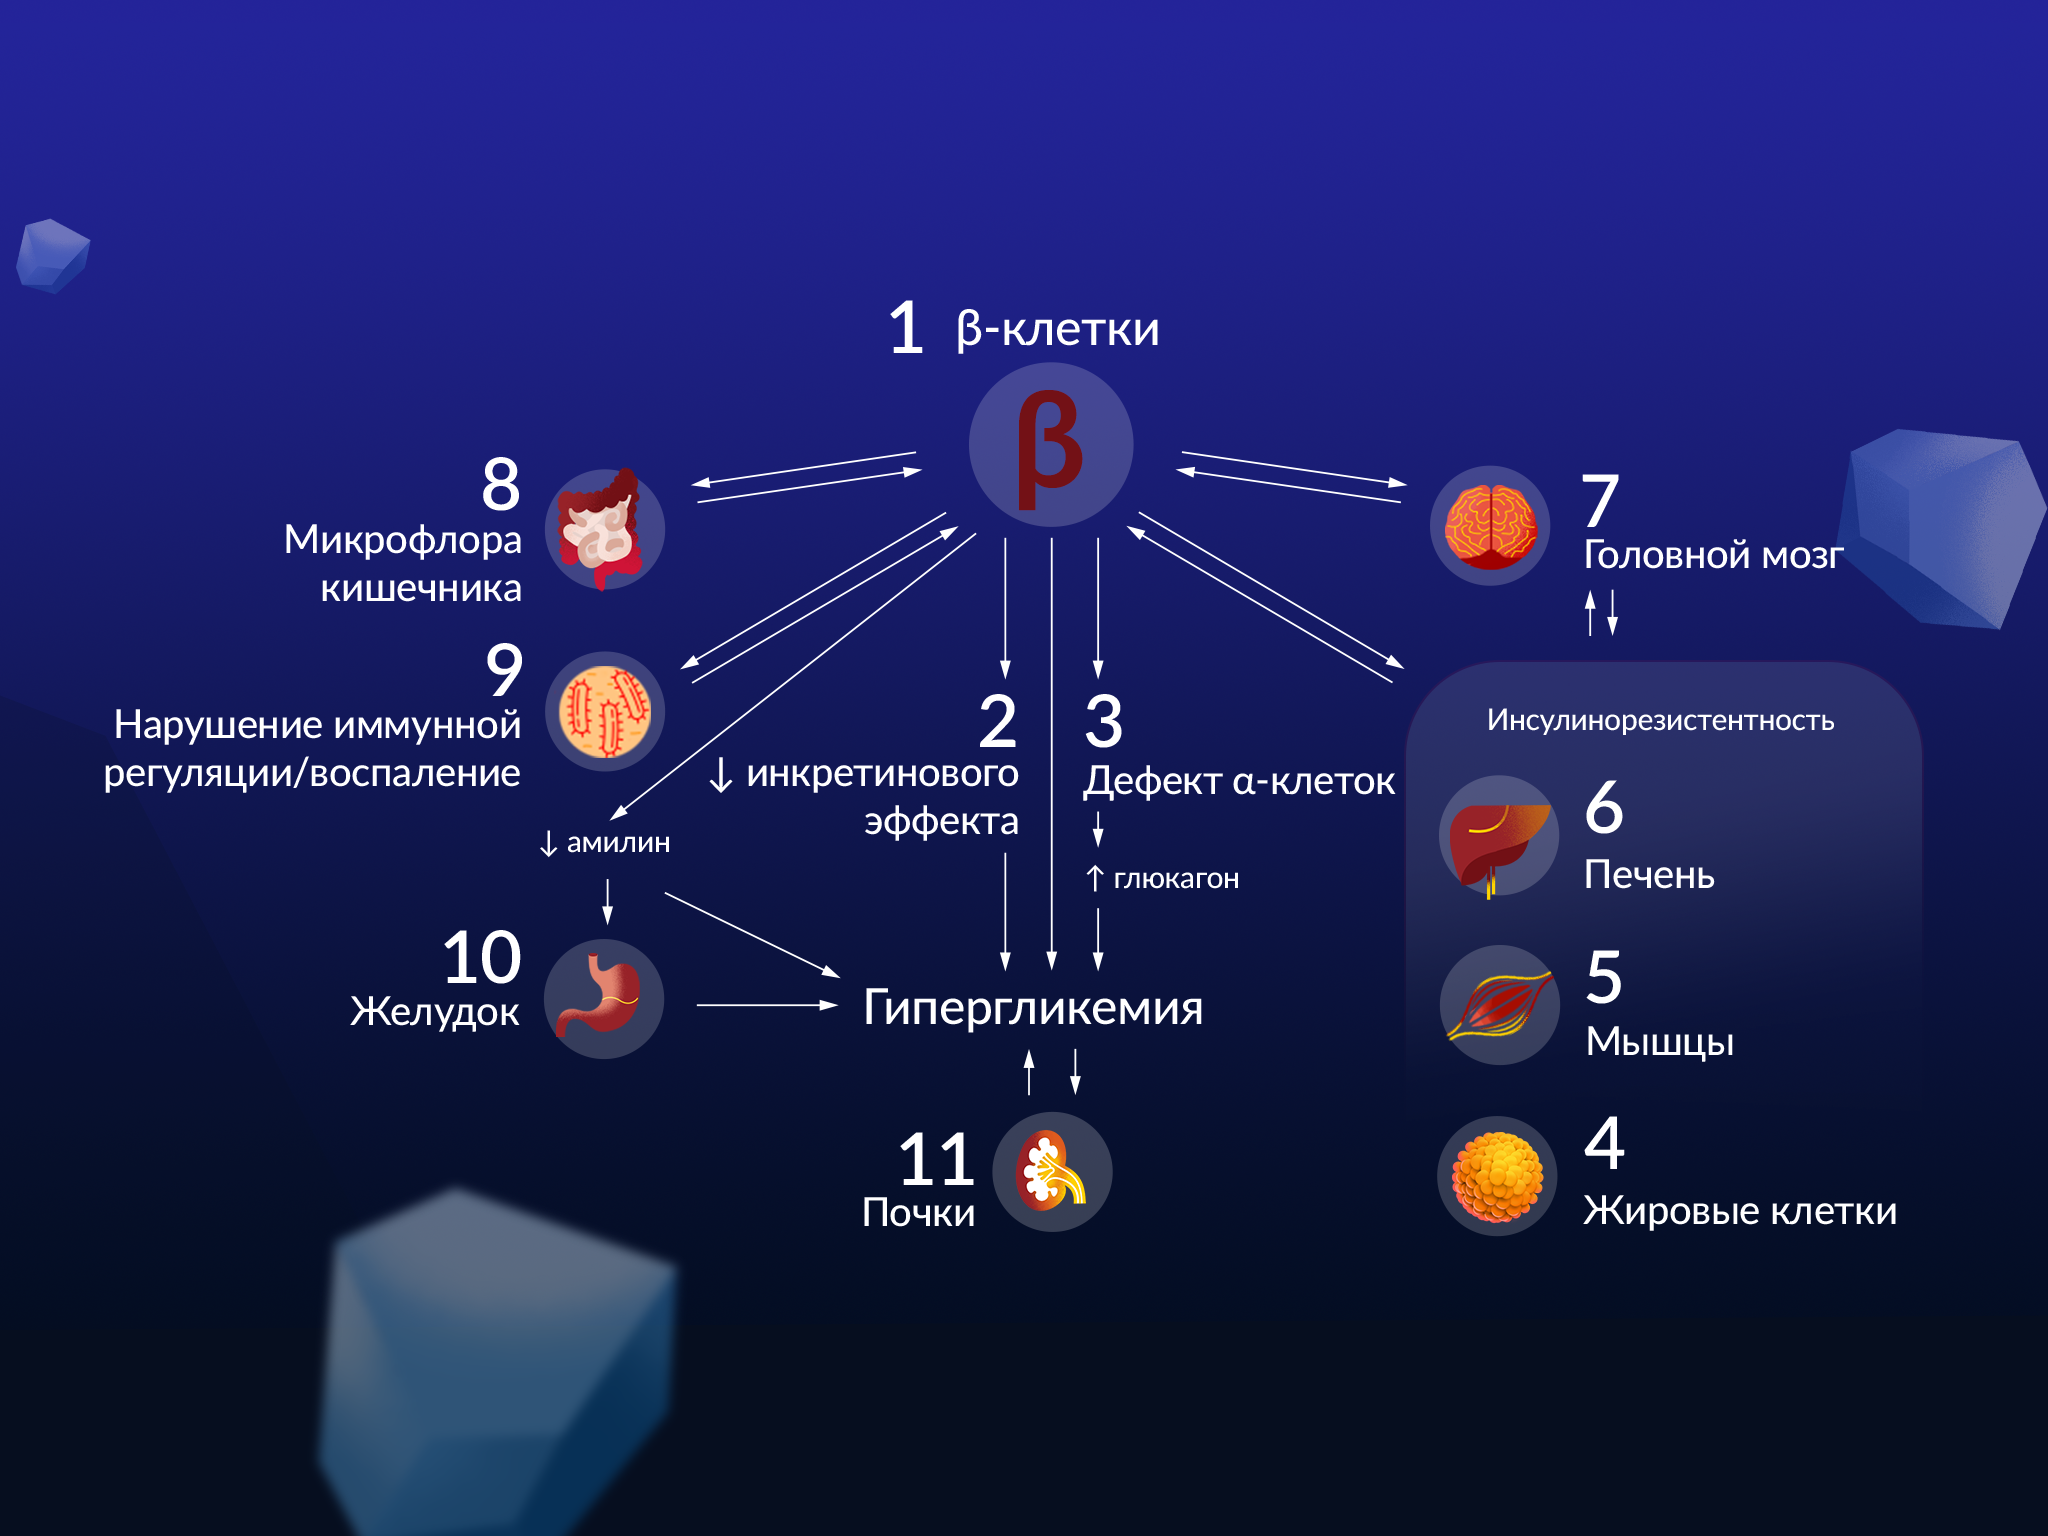 1 β-клетки
β
8
Микрофлора
кишечника
7
Головной мозг
9
Нарушение иммунной
регуляции/воспаление
2
↓ инкретинового
эффекта
3
Дефект α-клеток
↑ глюкагон
Инсулинорезистентность
6
Печень
5
Мышцы
4
Жировые клетки
↓ амилин
10
Желудок
Гипергликемия
11
Почки